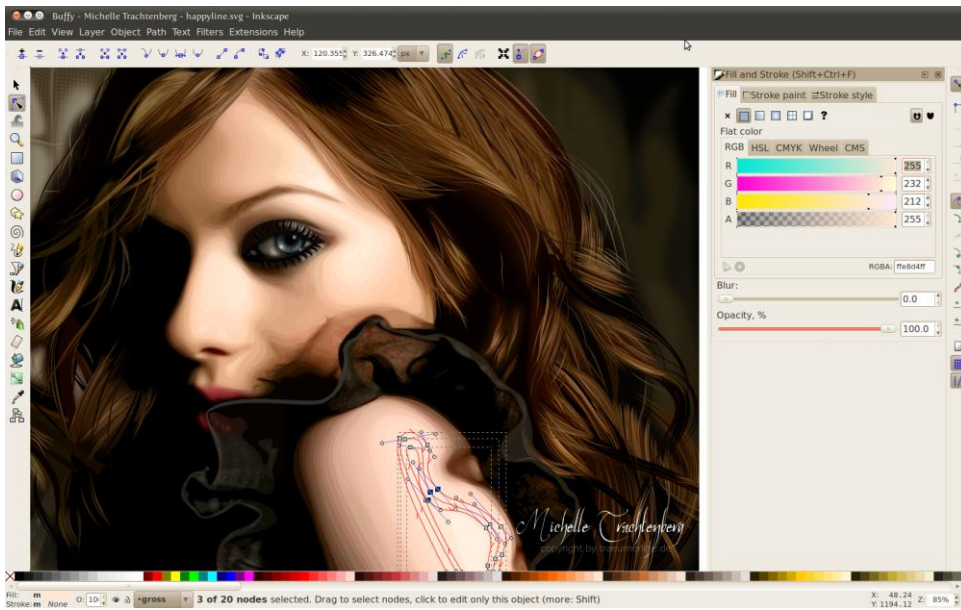 Buffy - Michelle Trachtenberg - happyline.svg - Inkscape
File Edit View Layer Object Path Text Filters Extensions Help
X: 120.355 Y: 326.474 px
Fill and Stroke (Shift+Ctrl+F)
Fill Stroke paint Stroke style
?
Flat color
RGB HSL CMYK Wheel CMS
R 255
G 232
B 212
A 255
RGBA: ffe8d4ff
Blur:
0.0
Opacity, %
100.0
Michelle Trachtenberg
copyright by
Fill: m
Stroke: m None
O: 10
•gross
3 of 20 nodes selected. Drag to select nodes, click to edit only this object (more: Shift)
X: 48.24
Y: 1194.12
Z: 85%